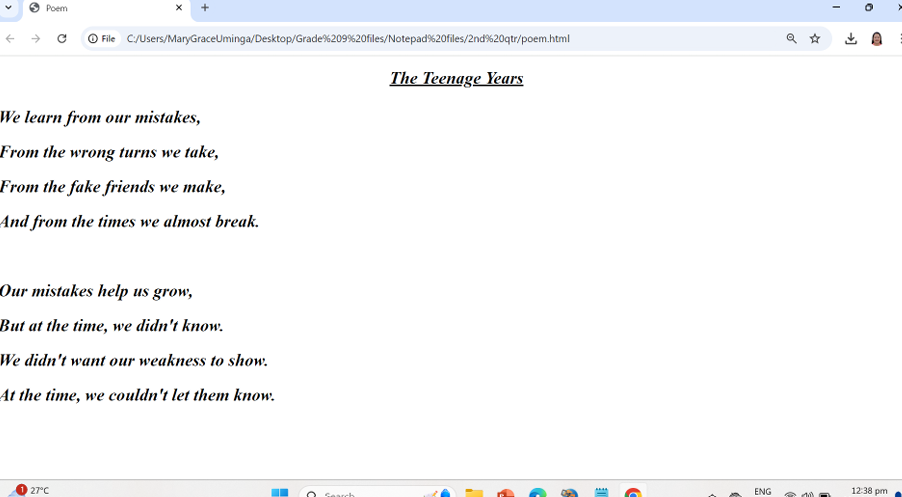 Poem
File
C:/Users/MaryGraceUminga/Desktop/Grade%209%20files/Notepad%20files/2nd%20qtr/poem.html
The Teenage Years
We learn from our mistakes,
From the wrong turns we take,
From the fake friends we make,
And from the times we almost break.
Our mistakes help us grow,
But at the time, we didn't know.
We didn't want our weakness to show.
At the time, we couldn't let them know.
1
27°C
Search
ENG
12:38 pm